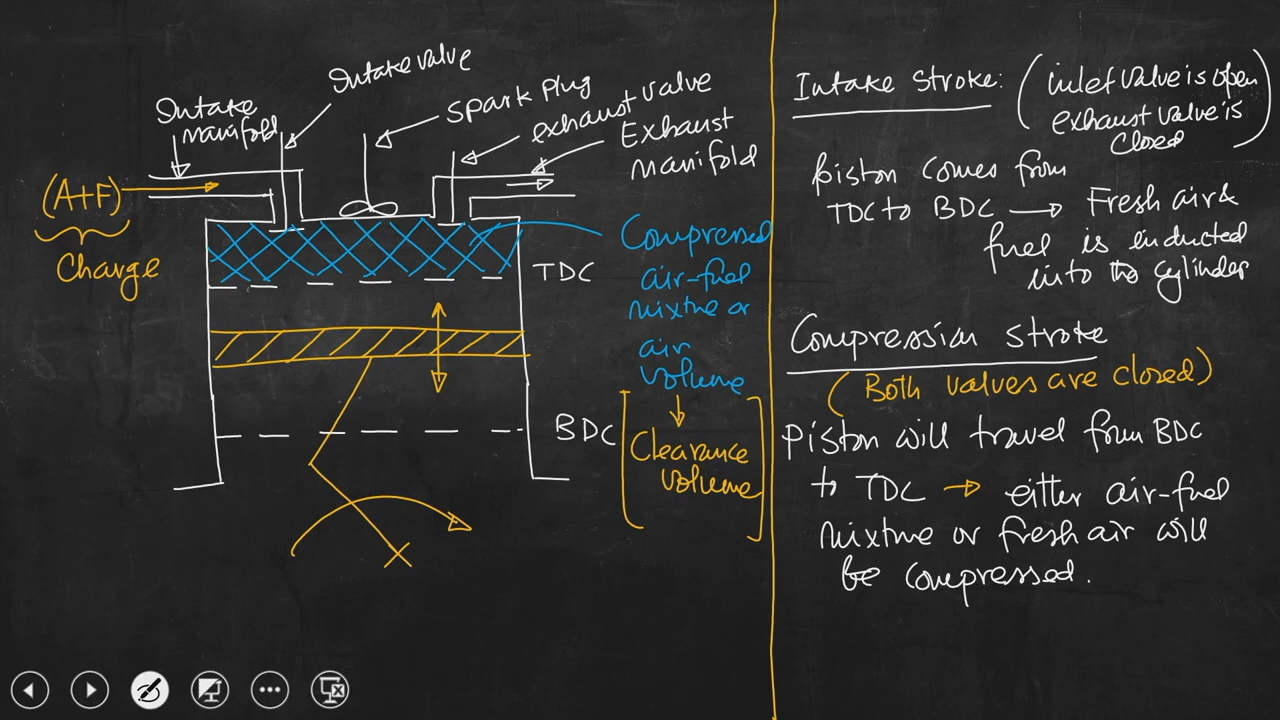 Intake valve
Intake
manifold
Spark plug
exhaust valve
Exhaust
manifold
(A+F)
Charge
TDC
BDC
Compressed
air-fuel
mixture or
air
volume
Clearance
volume
Intake stroke: (inlet valve is open
exhaust valve is
closed)
Piston comes from
TDC to BDC → Fresh air &
fuel is inducted
into the cylinder
Compression stroke
(Both valves are closed)
Piston will travel from BDC
to TDC → either air-fuel
mixture or fresh air will
be compressed.